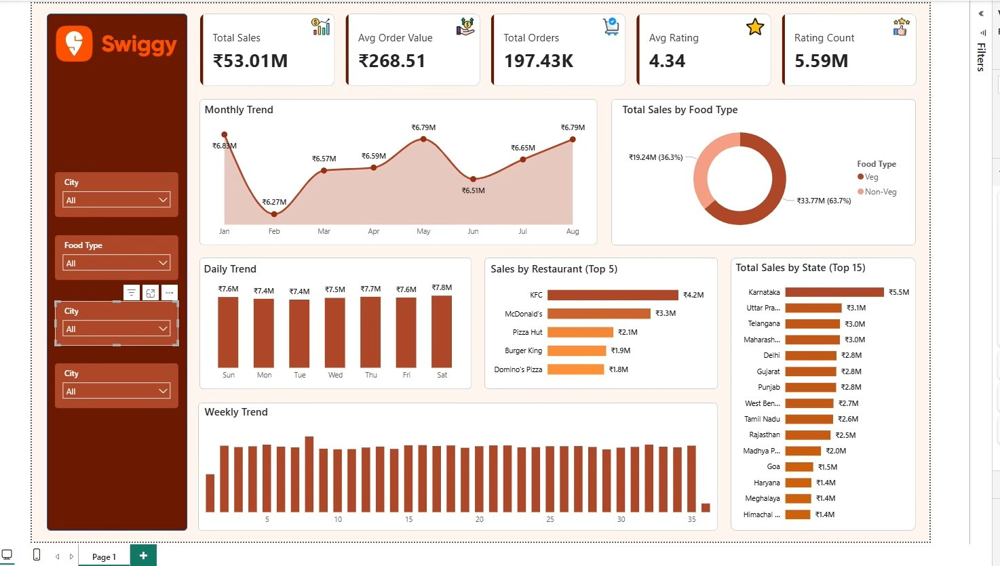 Swiggy
Total Sales
₹53.01M
Avg Order Value
₹268.51
Total Orders
197.43K
Avg Rating
4.34
Rating Count
5.59M
Filters
City
All
Food Type
All
City
All
City
All
Monthly Trend
₹6.83M
₹6.27M
₹6.57M
₹6.59M
₹6.79M
₹6.51M
₹6.65M
₹6.79M
Jan Feb Mar Apr May Jun Jul Aug
Total Sales by Food Type
₹19.24M (36.3%)
₹33.77M (63.7%)
Food Type
Veg
Non-Veg
Daily Trend
₹7.6M ₹7.4M ₹7.4M ₹7.5M ₹7.7M ₹7.6M ₹7.8M
Sun Mon Tue Wed Thu Fri Sat
Sales by Restaurant (Top 5)
KFC ₹4.2M
McDonald's ₹3.3M
Pizza Hut ₹2.1M
Burger King ₹1.9M
Domino's Pizza ₹1.8M
Total Sales by State (Top 15)
Karnataka ₹5.5M
Uttar Pra... ₹3.1M
Telangana ₹3.0M
Maharash... ₹3.0M
Delhi ₹2.8M
Gujarat ₹2.8M
Punjab ₹2.8M
West Ben... ₹2.7M
Tamil Nadu ₹2.6M
Rajasthan ₹2.5M
Madhya P... ₹2.0M
Goa ₹1.5M
Haryana ₹1.4M
Meghalaya ₹1.4M
Himachal ... ₹1.4M
Weekly Trend
5 10 15 20 25 30 35
Page 1